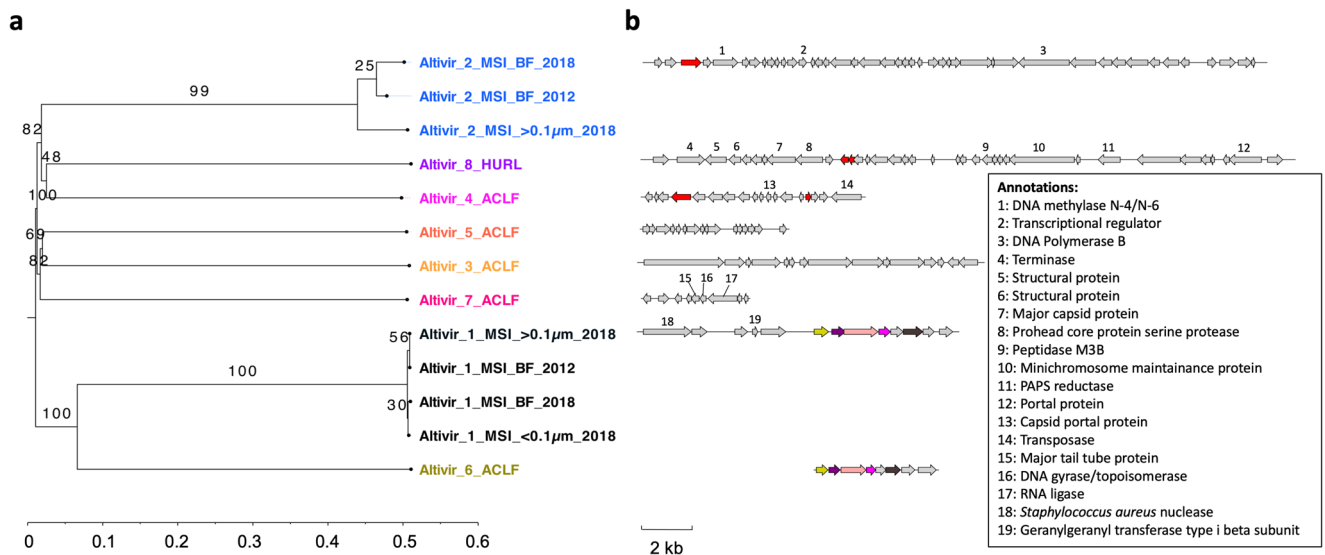 a
b
25
Altivir_2_MSI_BF_2018
1
2
3
99
Altivir_2_MSI_BF_2012
82
Altivir_2_MSI_>0.1µm_2018
48
Altivir_8_HURL
4
5
6
7
8
9
10
11
12
100
Altivir_4_ACLF
13
14
69
Altivir_5_ACLF
82
Altivir_3_ACLF
Altivir_7_ACLF
15
16
17
56
Altivir_1_MSI_>0.1µm_2018
18
19
100
Altivir_1_MSI_BF_2012
30
Altivir_1_MSI_BF_2018
100
Altivir_1_MSI_<0.1µm_2018
Altivir_6_ACLF
0
0.1
0.2
0.3
0.4
0.5
0.6
2 kb
Annotations:
1: DNA methylase N-4/N-6
2: Transcriptional regulator
3: DNA Polymerase B
4: Terminase
5: Structural protein
6: Structural protein
7: Major capsid protein
8: Prohead core protein serine protease
9: Peptidase M3B
10: Minichromosome maintainance protein
11: PAPS reductase
12: Portal protein
13: Capsid portal protein
14: Transposase
15: Major tail tube protein
16: DNA gyrase/topoisomerase
17: RNA ligase
18: Staphylococcus aureus nuclease
19: Geranylgeranyl transferase type i beta subunit